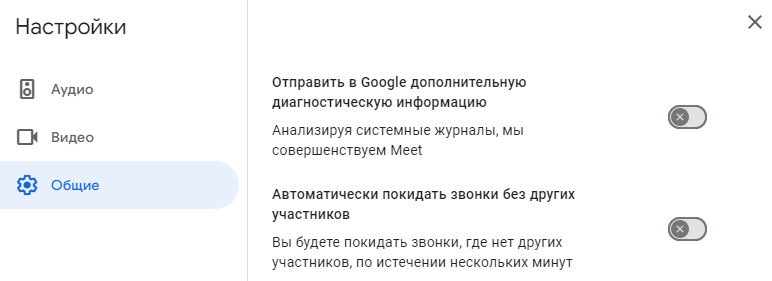 Настройки
Аудио
Видео
Общие
Отправить в Google дополнительную
диагностическую информацию
Анализируя системные журналы, мы
совершенствуем Meet
Автоматически покидать звонки без других
участников
Вы будете покидать звонки, где нет других
участников, по истечении нескольких минут